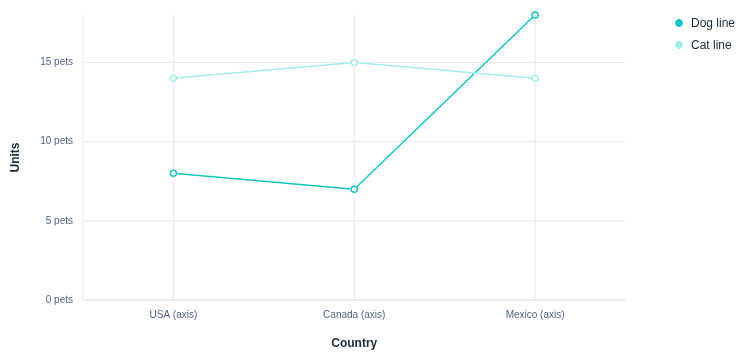 Dog line
Cat line
15 pets
10 pets
5 pets
0 pets
Units
USA (axis)
Canada (axis)
Mexico (axis)
Country